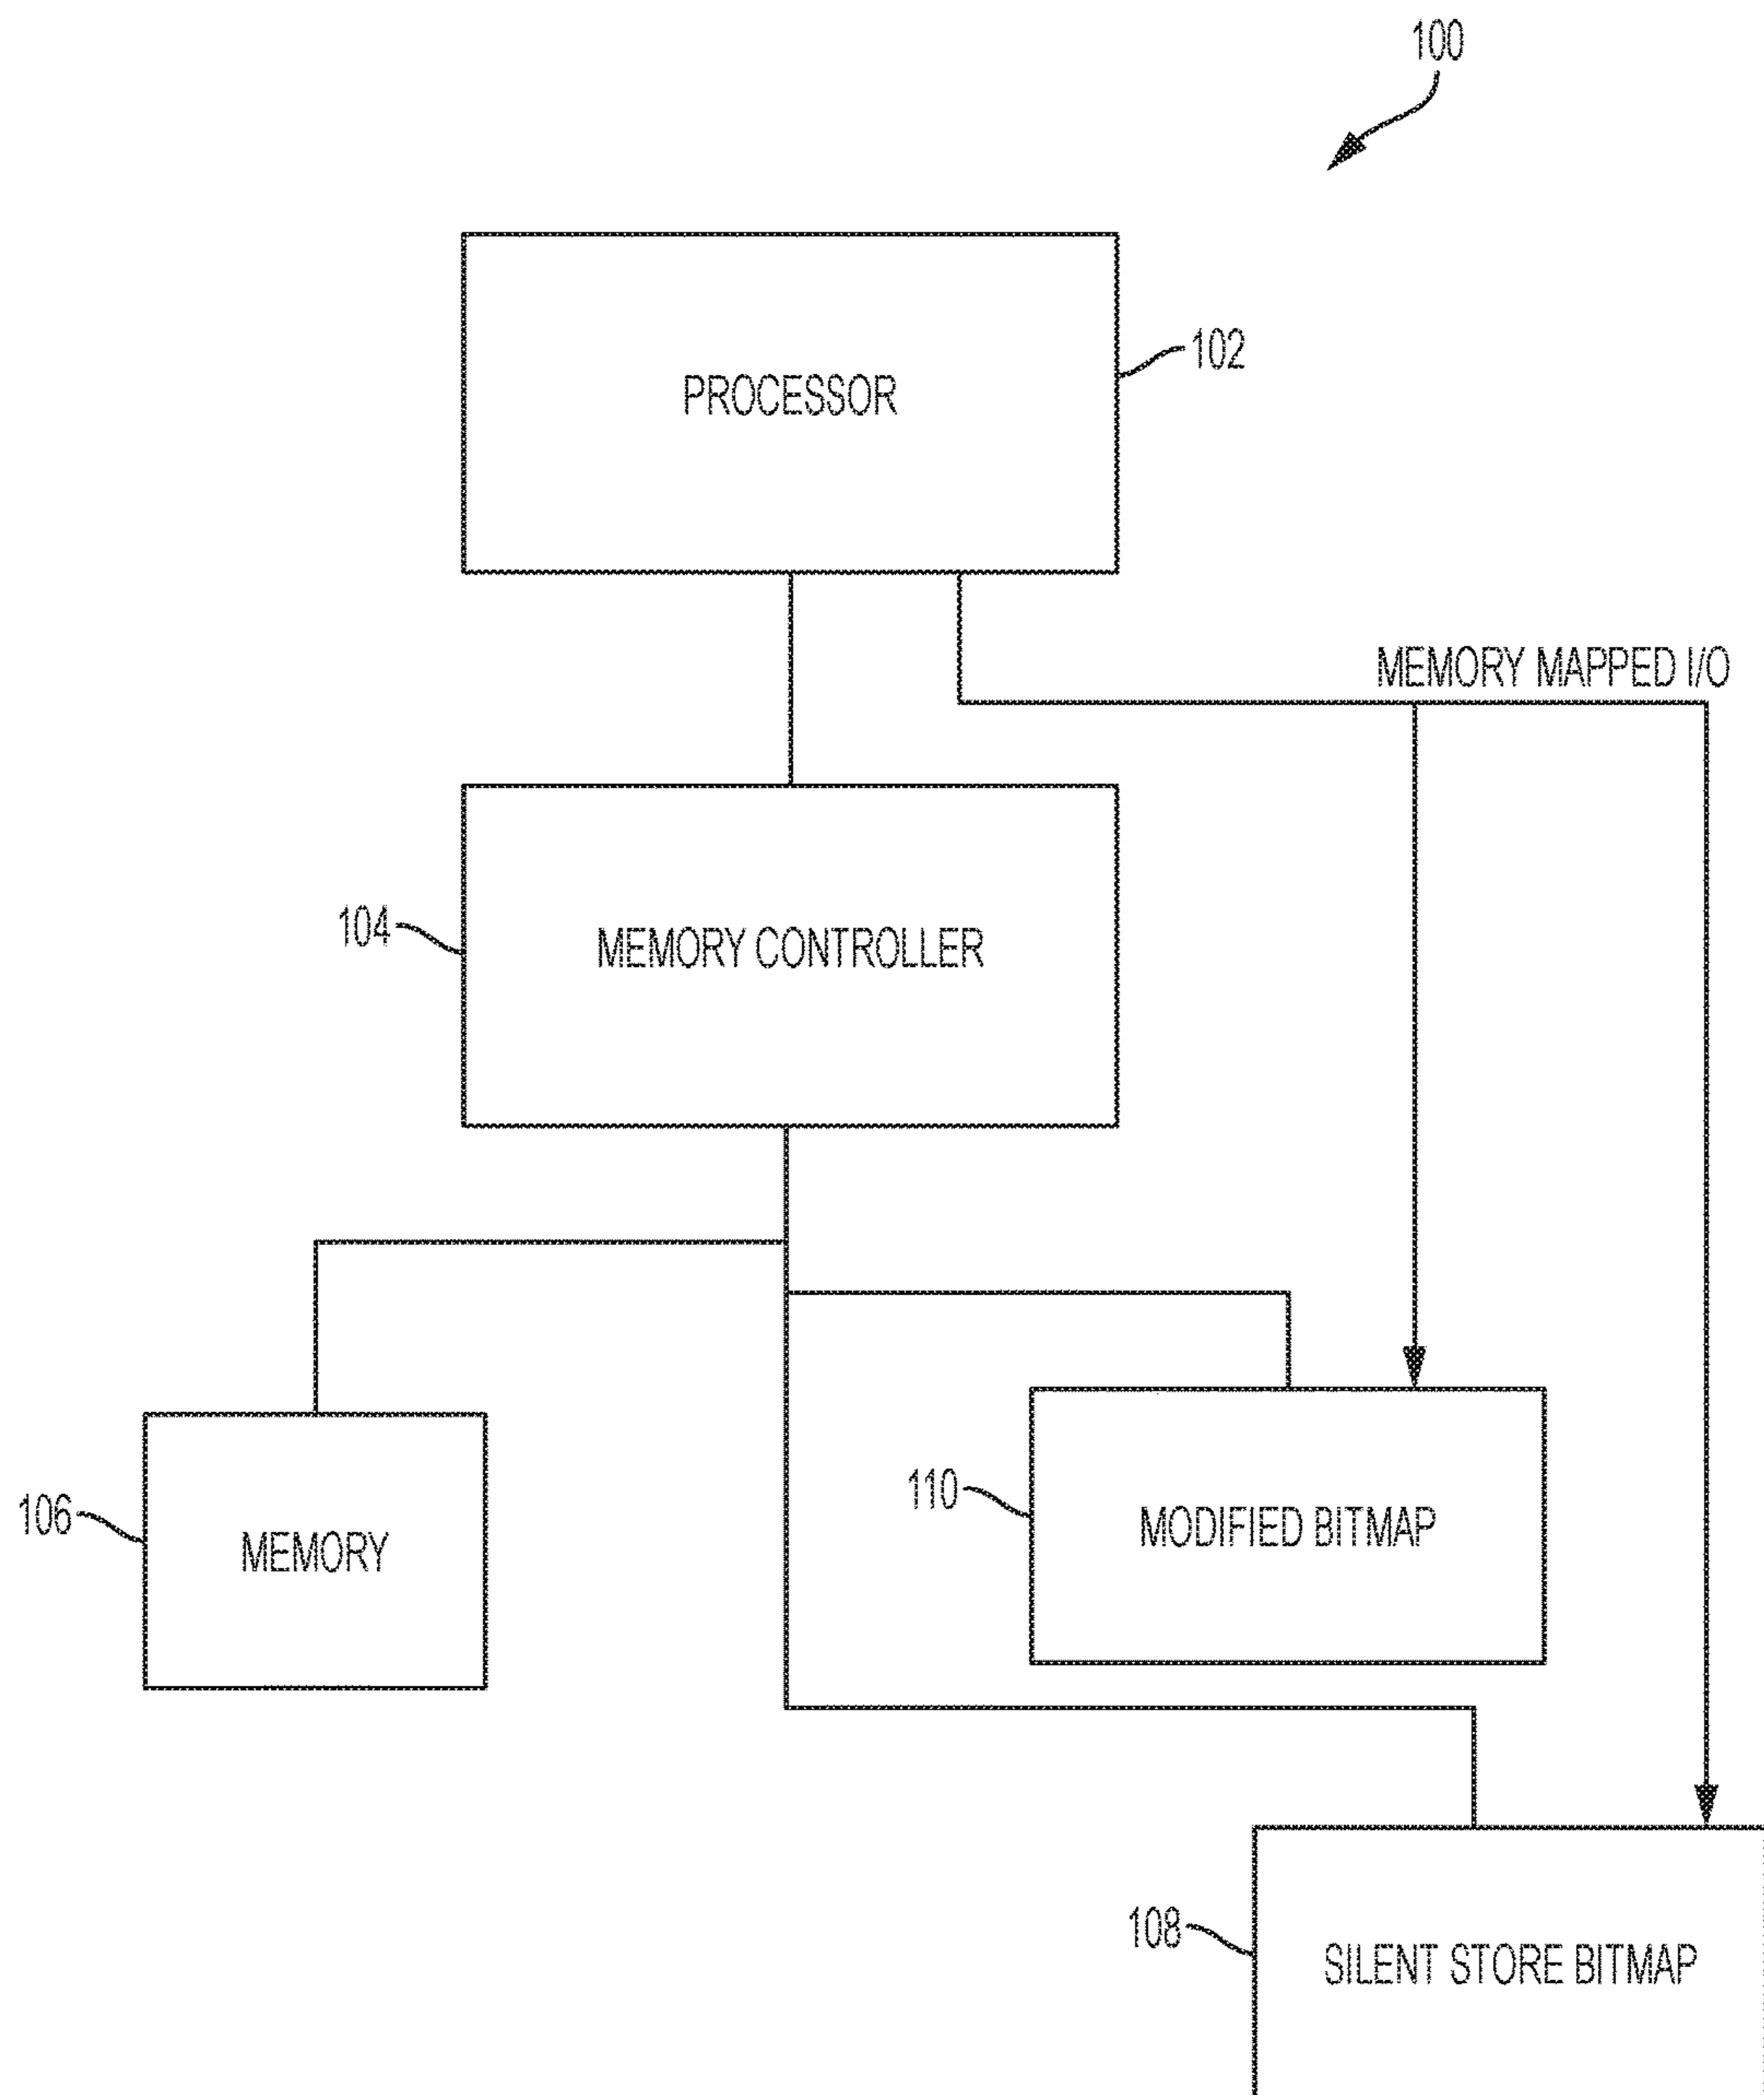 100
PROCESSOR
102
MEMORY MAPPED I/O
104
MEMORY CONTROLLER
106
MEMORY
110
MODIFIED BITMAP
108
SILENT STORE BITMAP